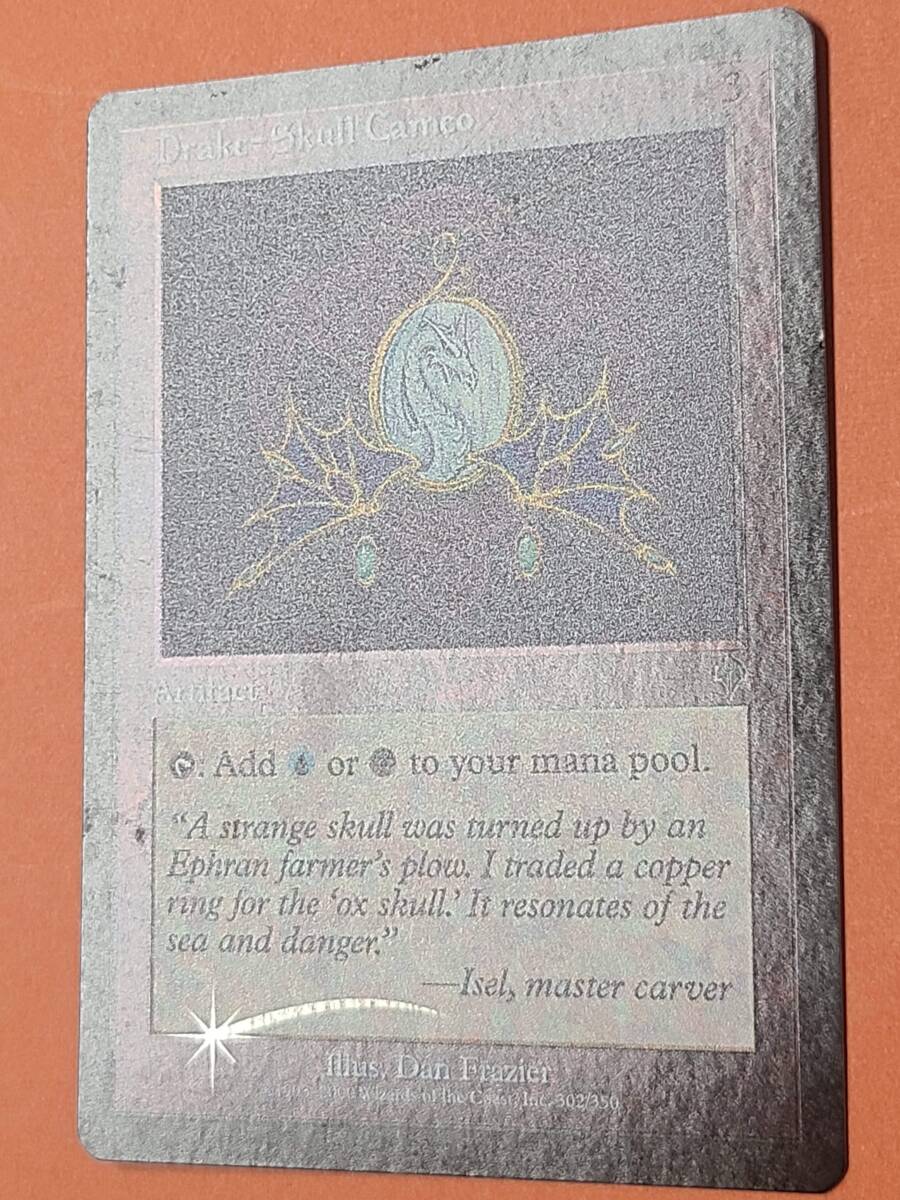 Drake-Skull Cameo
3
Artifact
: Add or to your mana pool.
“A strange skull was turned up by an
Ephran farmer’s plow. I traded a copper
ring for the ‘ox skull.’ It resonates of the
sea and danger.”
—Isel, master carver
Illus. Dan Frazier
Wizards of the Coast, Inc. 302/350